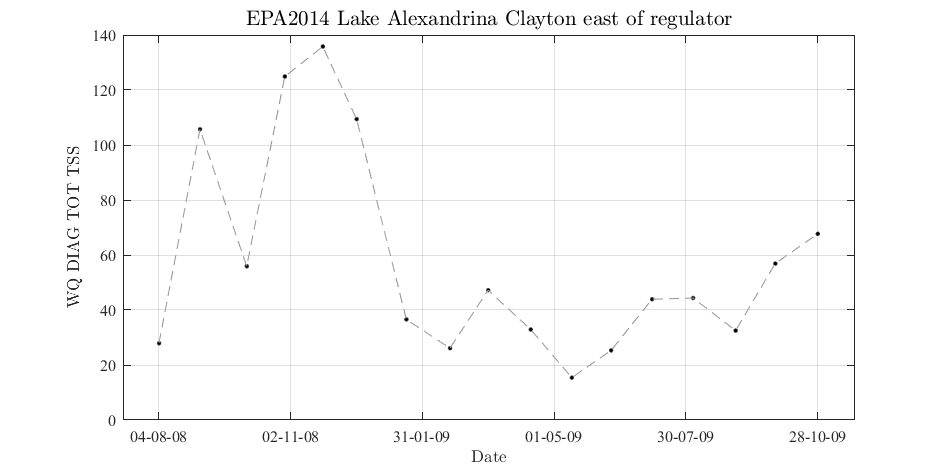 EPA2014 Lake Alexandrina Clayton east of regulator
140
120
100
80
60
40
20
0
WQ DIAG TOT TSS
04-08-08 02-11-08 31-01-09 01-05-09 30-07-09 28-10-09
Date